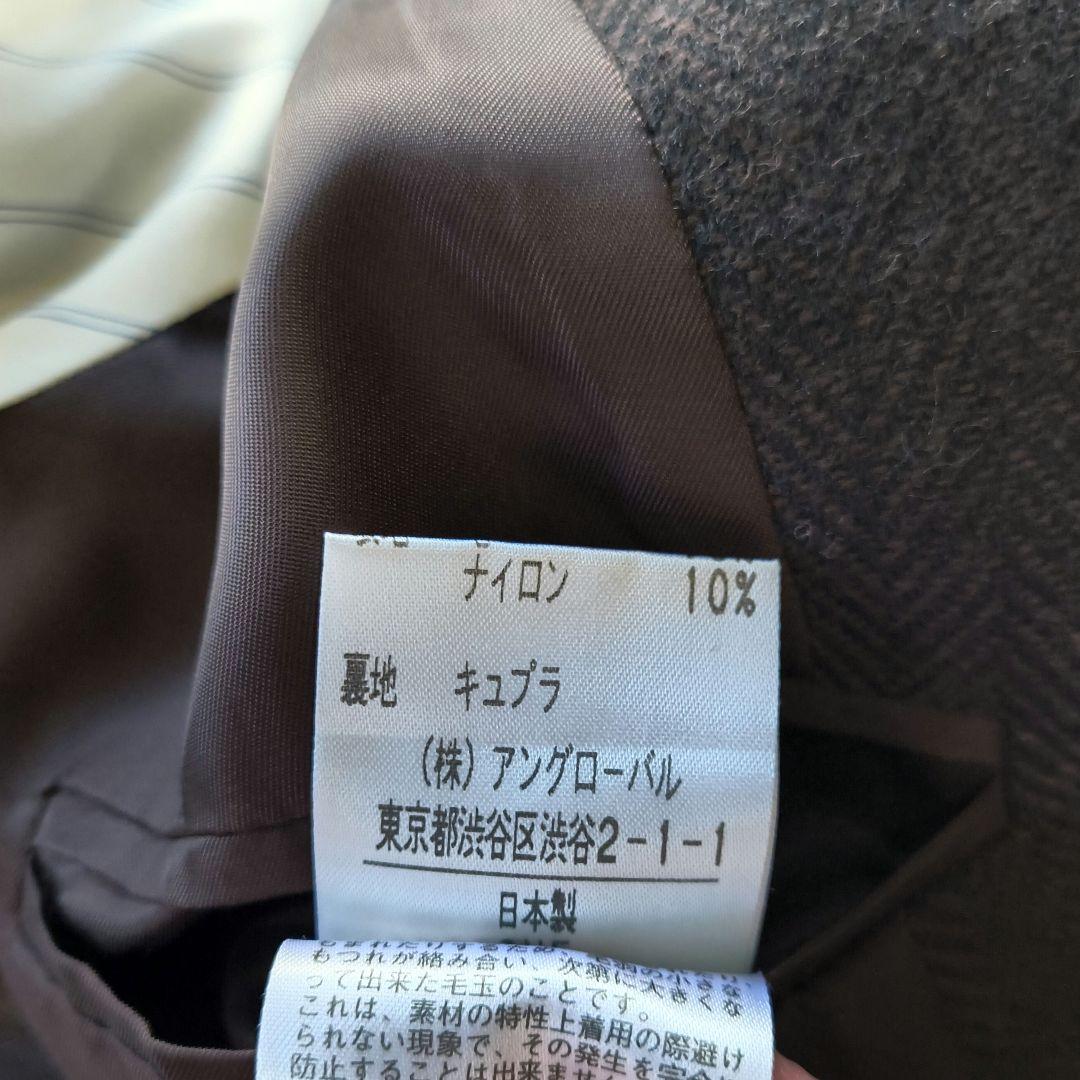 ナイロン 10%
裏地 キュプラ
(株)アングローバル
東京都渋谷区渋谷2-1-1
日本製
もつれが絡み合い、次第に大きくな
って出来た毛玉のことです。
これは、素材の特性上着用の際避け
られない現象で、その発生を完全に
防止することは出来ません